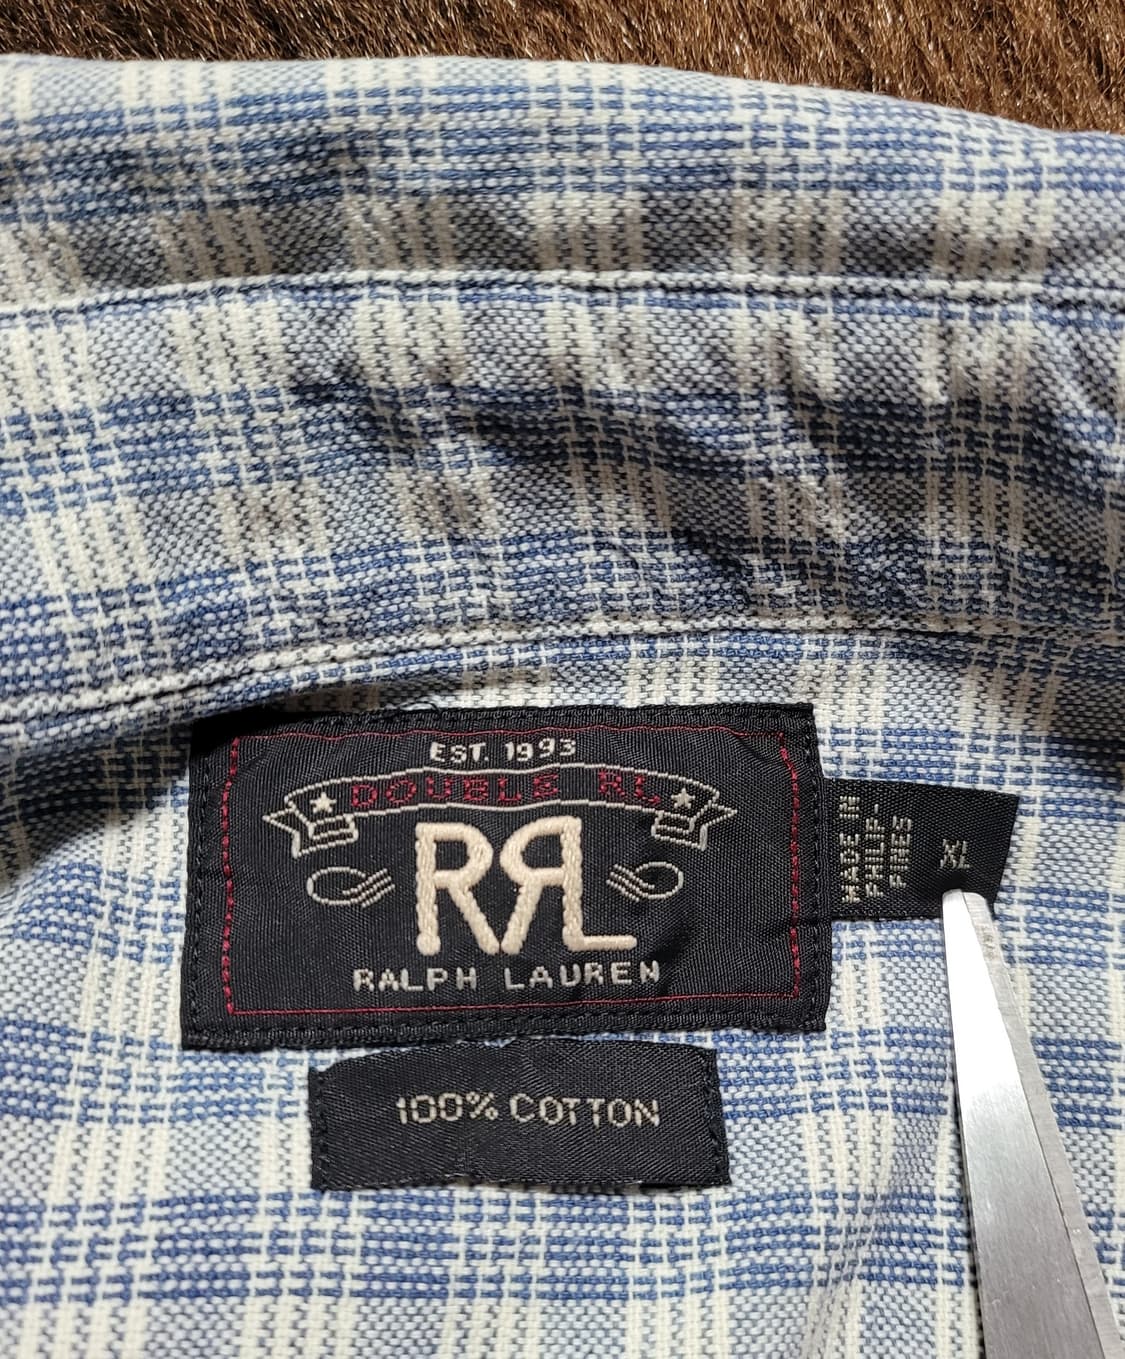 EST. 1993
DOUBLE RL
RRL
RALPH LAUREN
100% COTTON
MADE IN
PHILIP-
PINES
XL